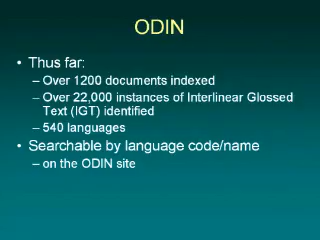 ODIN
• Thus far:
– Over 1200 documents indexed
– Over 22,000 instances of Interlinear Glossed
Text (IGT) identified
– 540 languages
• Searchable by language code/name
– on the ODIN site